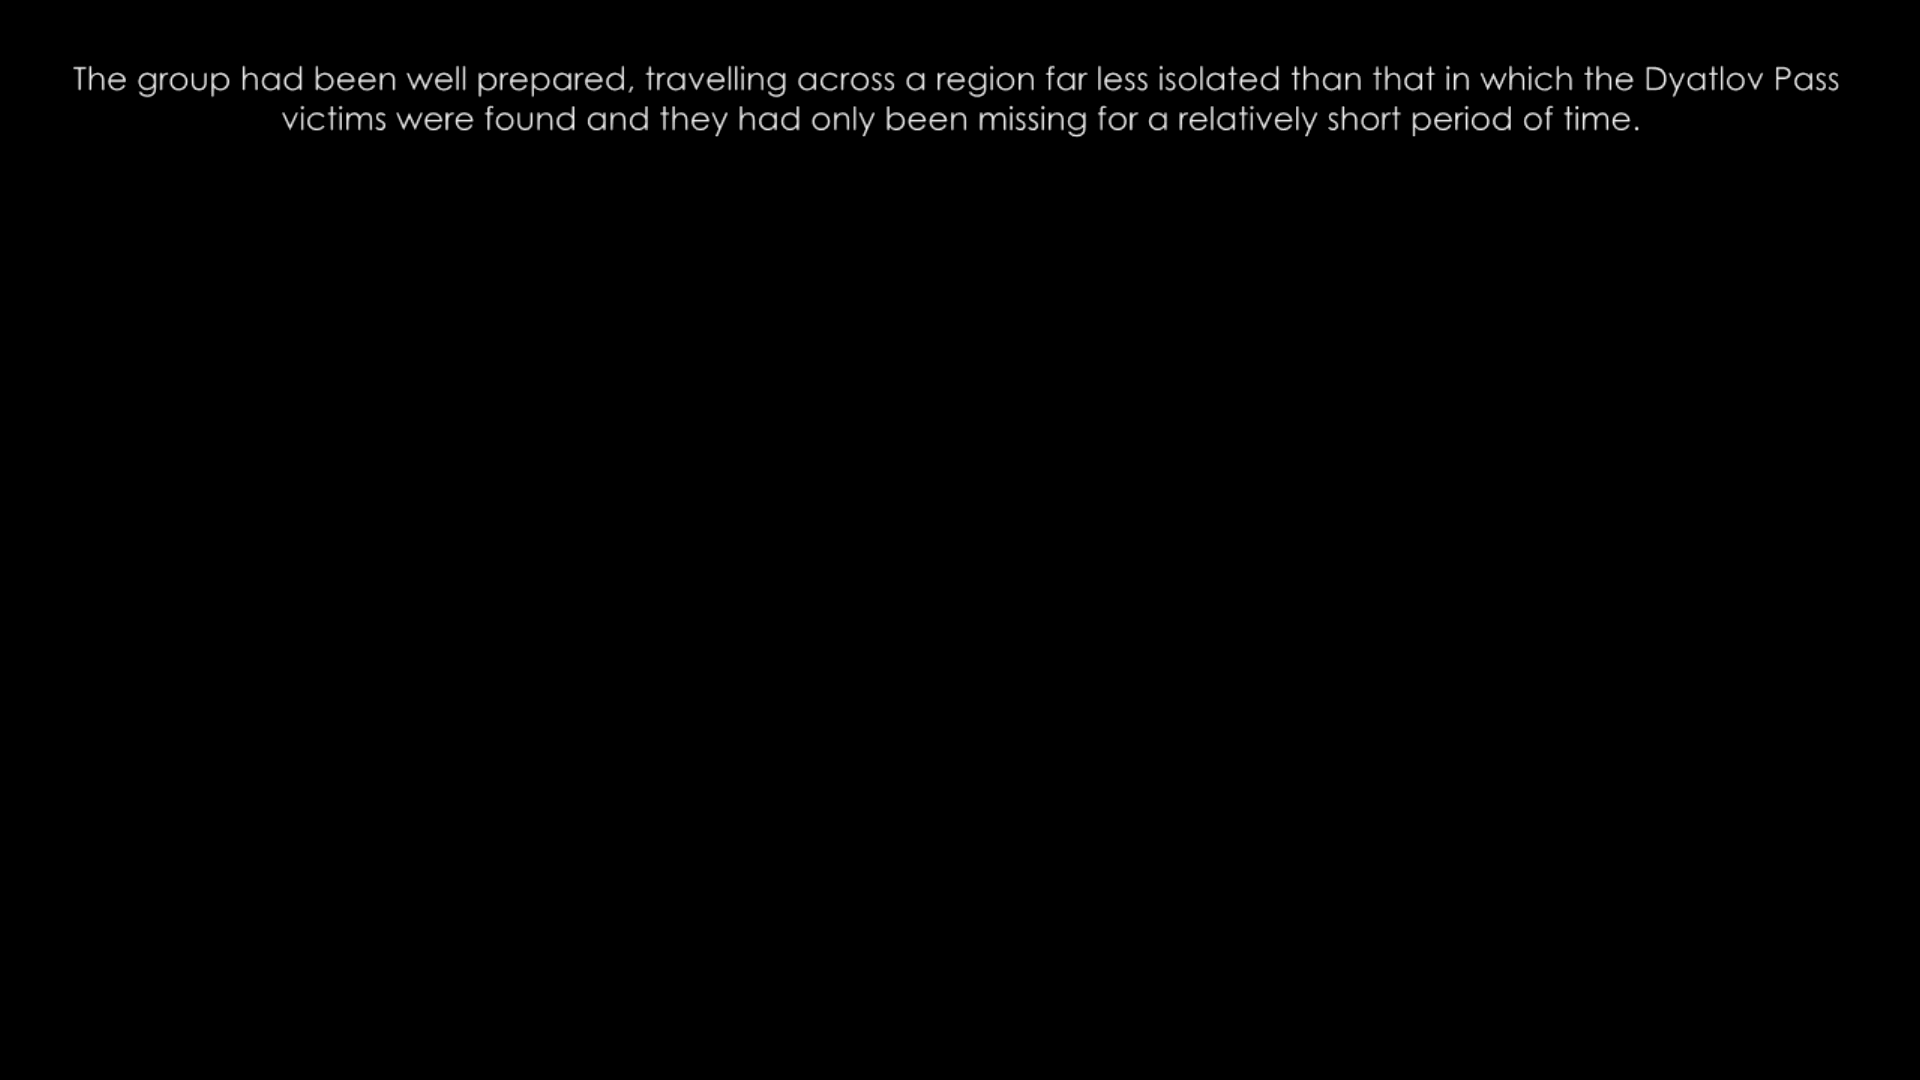 The group had been well prepared, travelling across a region far less isolated than that in which the Dyatlov Pass
victims were found and they had only been missing for a relatively short period of time.